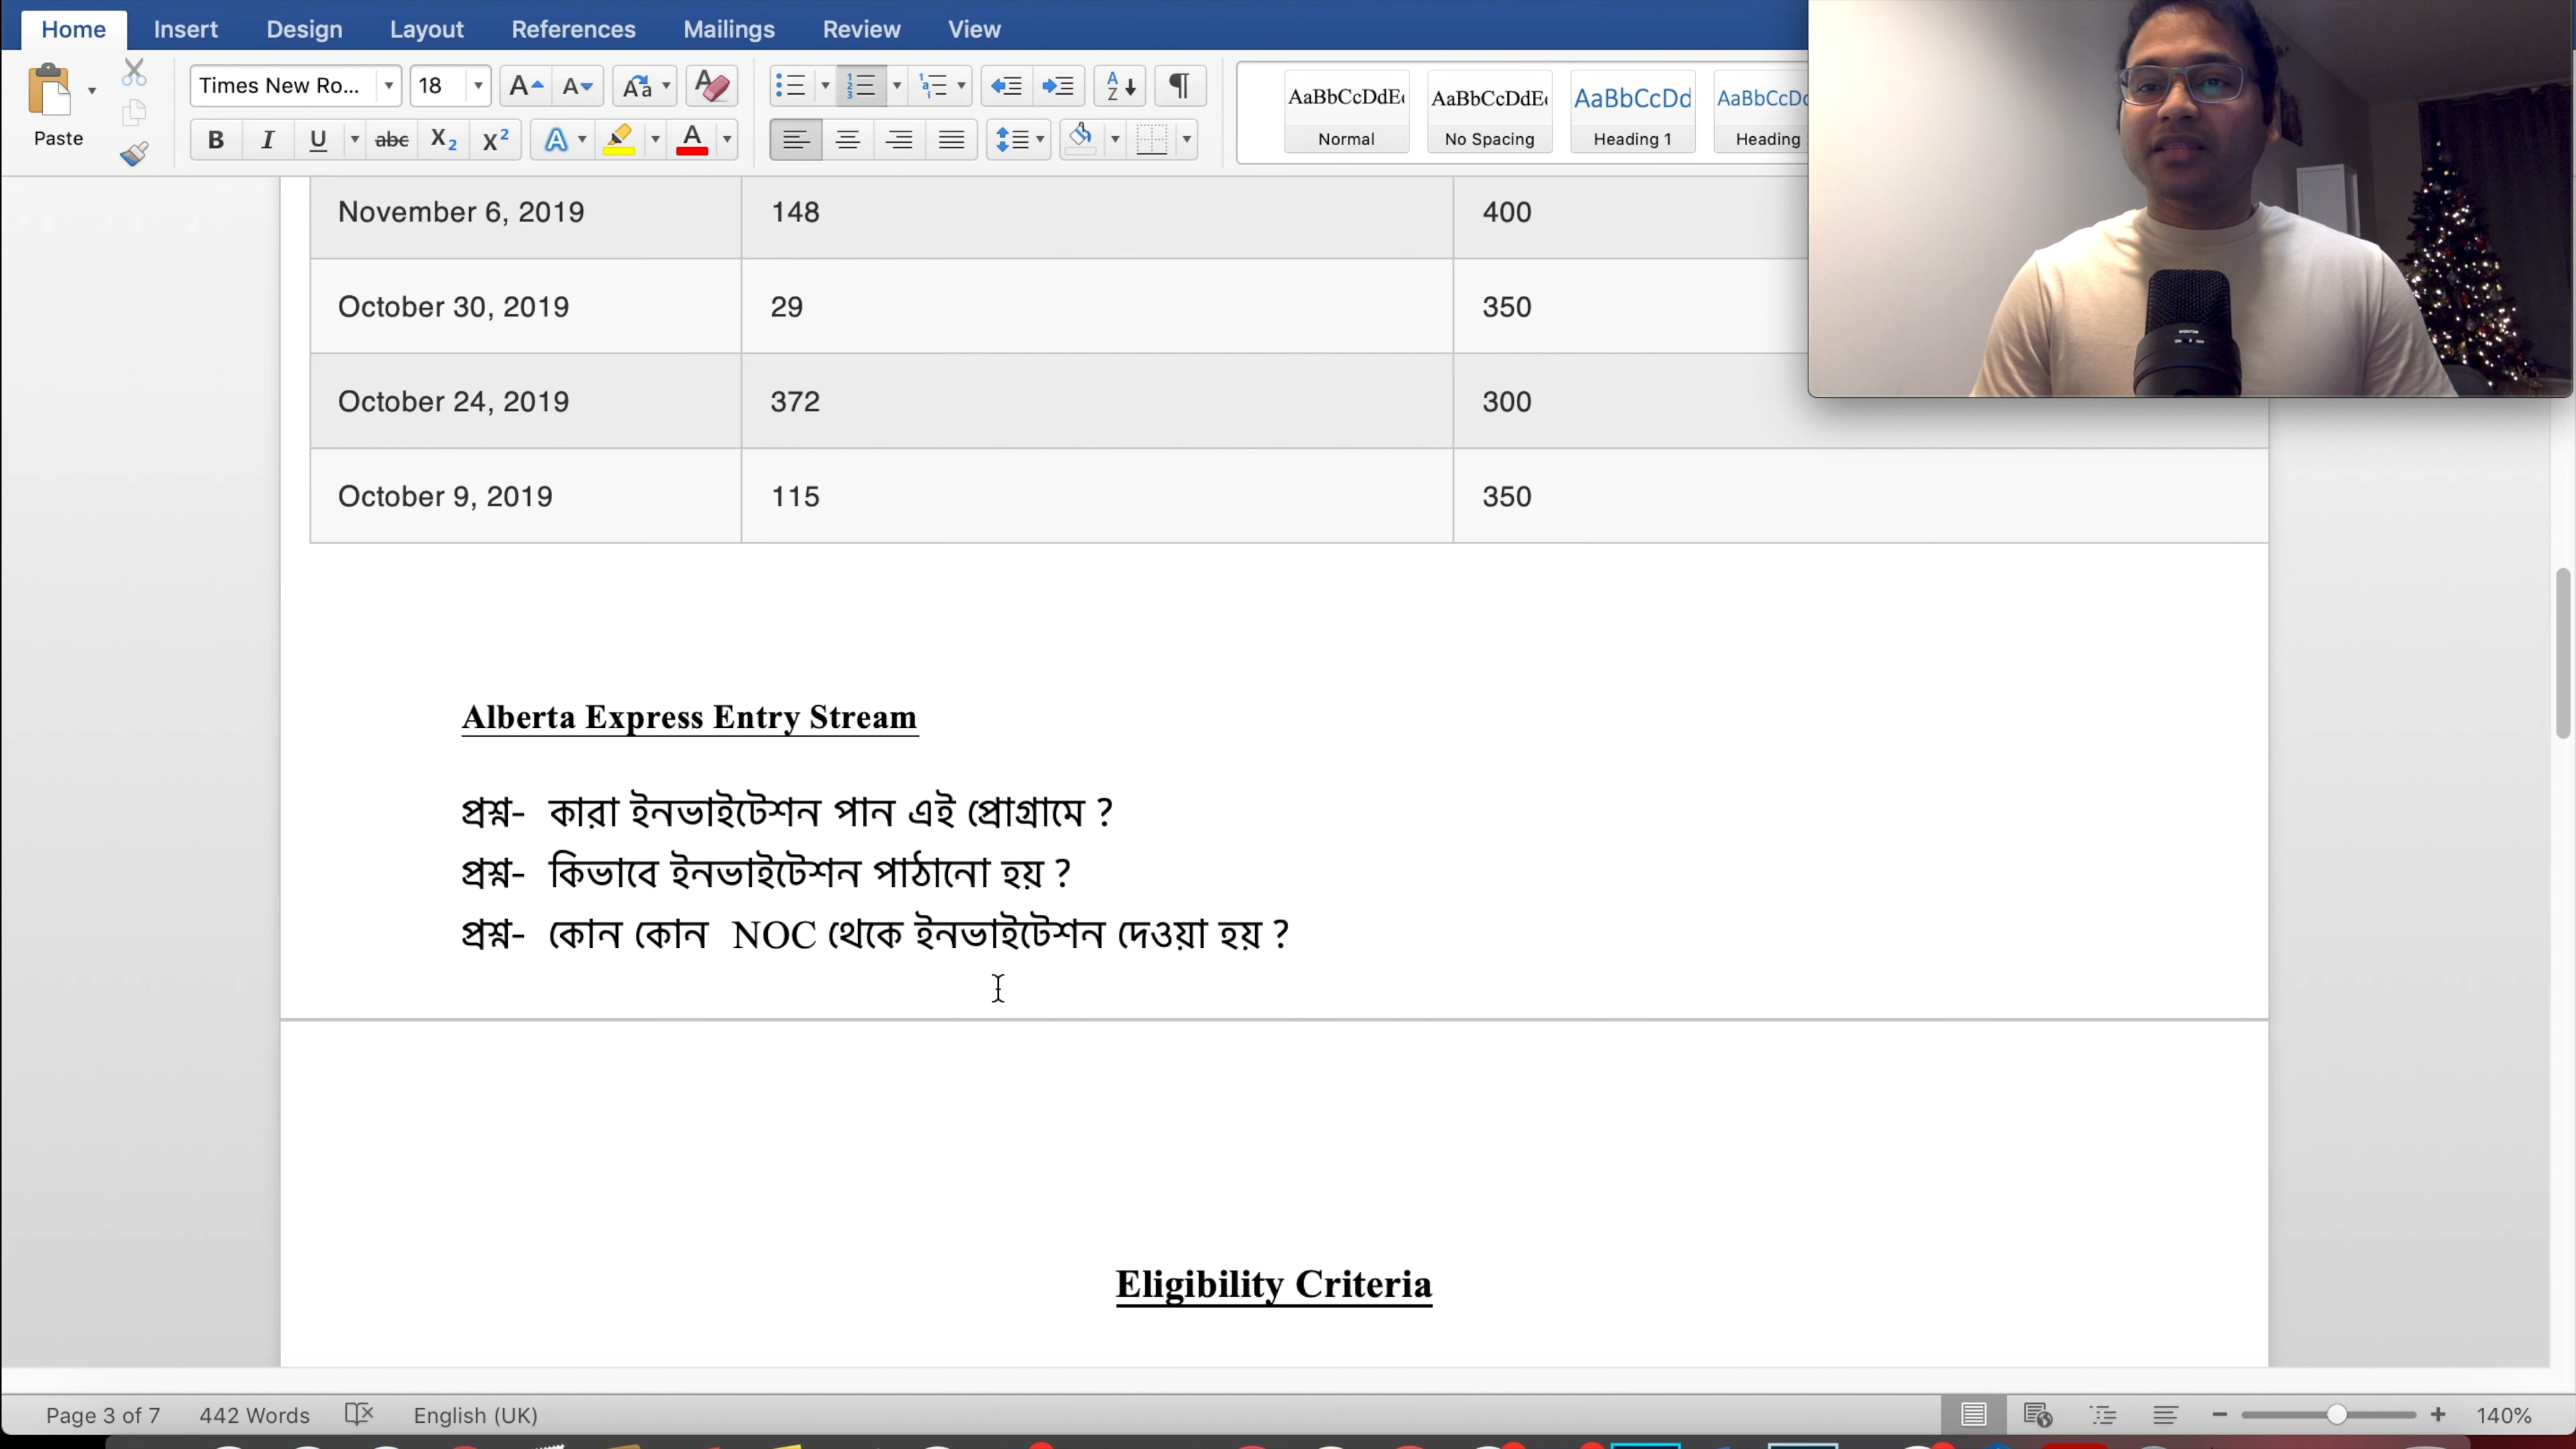 Home Insert Design Layout References Mailings Review View
Paste
Times New Ro... 18
AaBbCcDdE AaBbCcDdE AaBbCcDd AaBbCcDc
Normal No Spacing Heading 1 Heading
November 6, 2019 148 400
October 30, 2019 29 350
October 24, 2019 372 300
October 9, 2019 115 350
Alberta Express Entry Stream
প্রশ্ন- কারা ইনভাইটেশন পান এই প্রোগ্রামে ?
প্রশ্ন- কিভাবে ইনভাইটেশন পাঠানো হয় ?
প্রশ্ন- কোন কোন NOC থেকে ইনভাইটেশন দেওয়া হয় ?
Eligibility Criteria
Page 3 of 7 442 Words English (UK) 140%